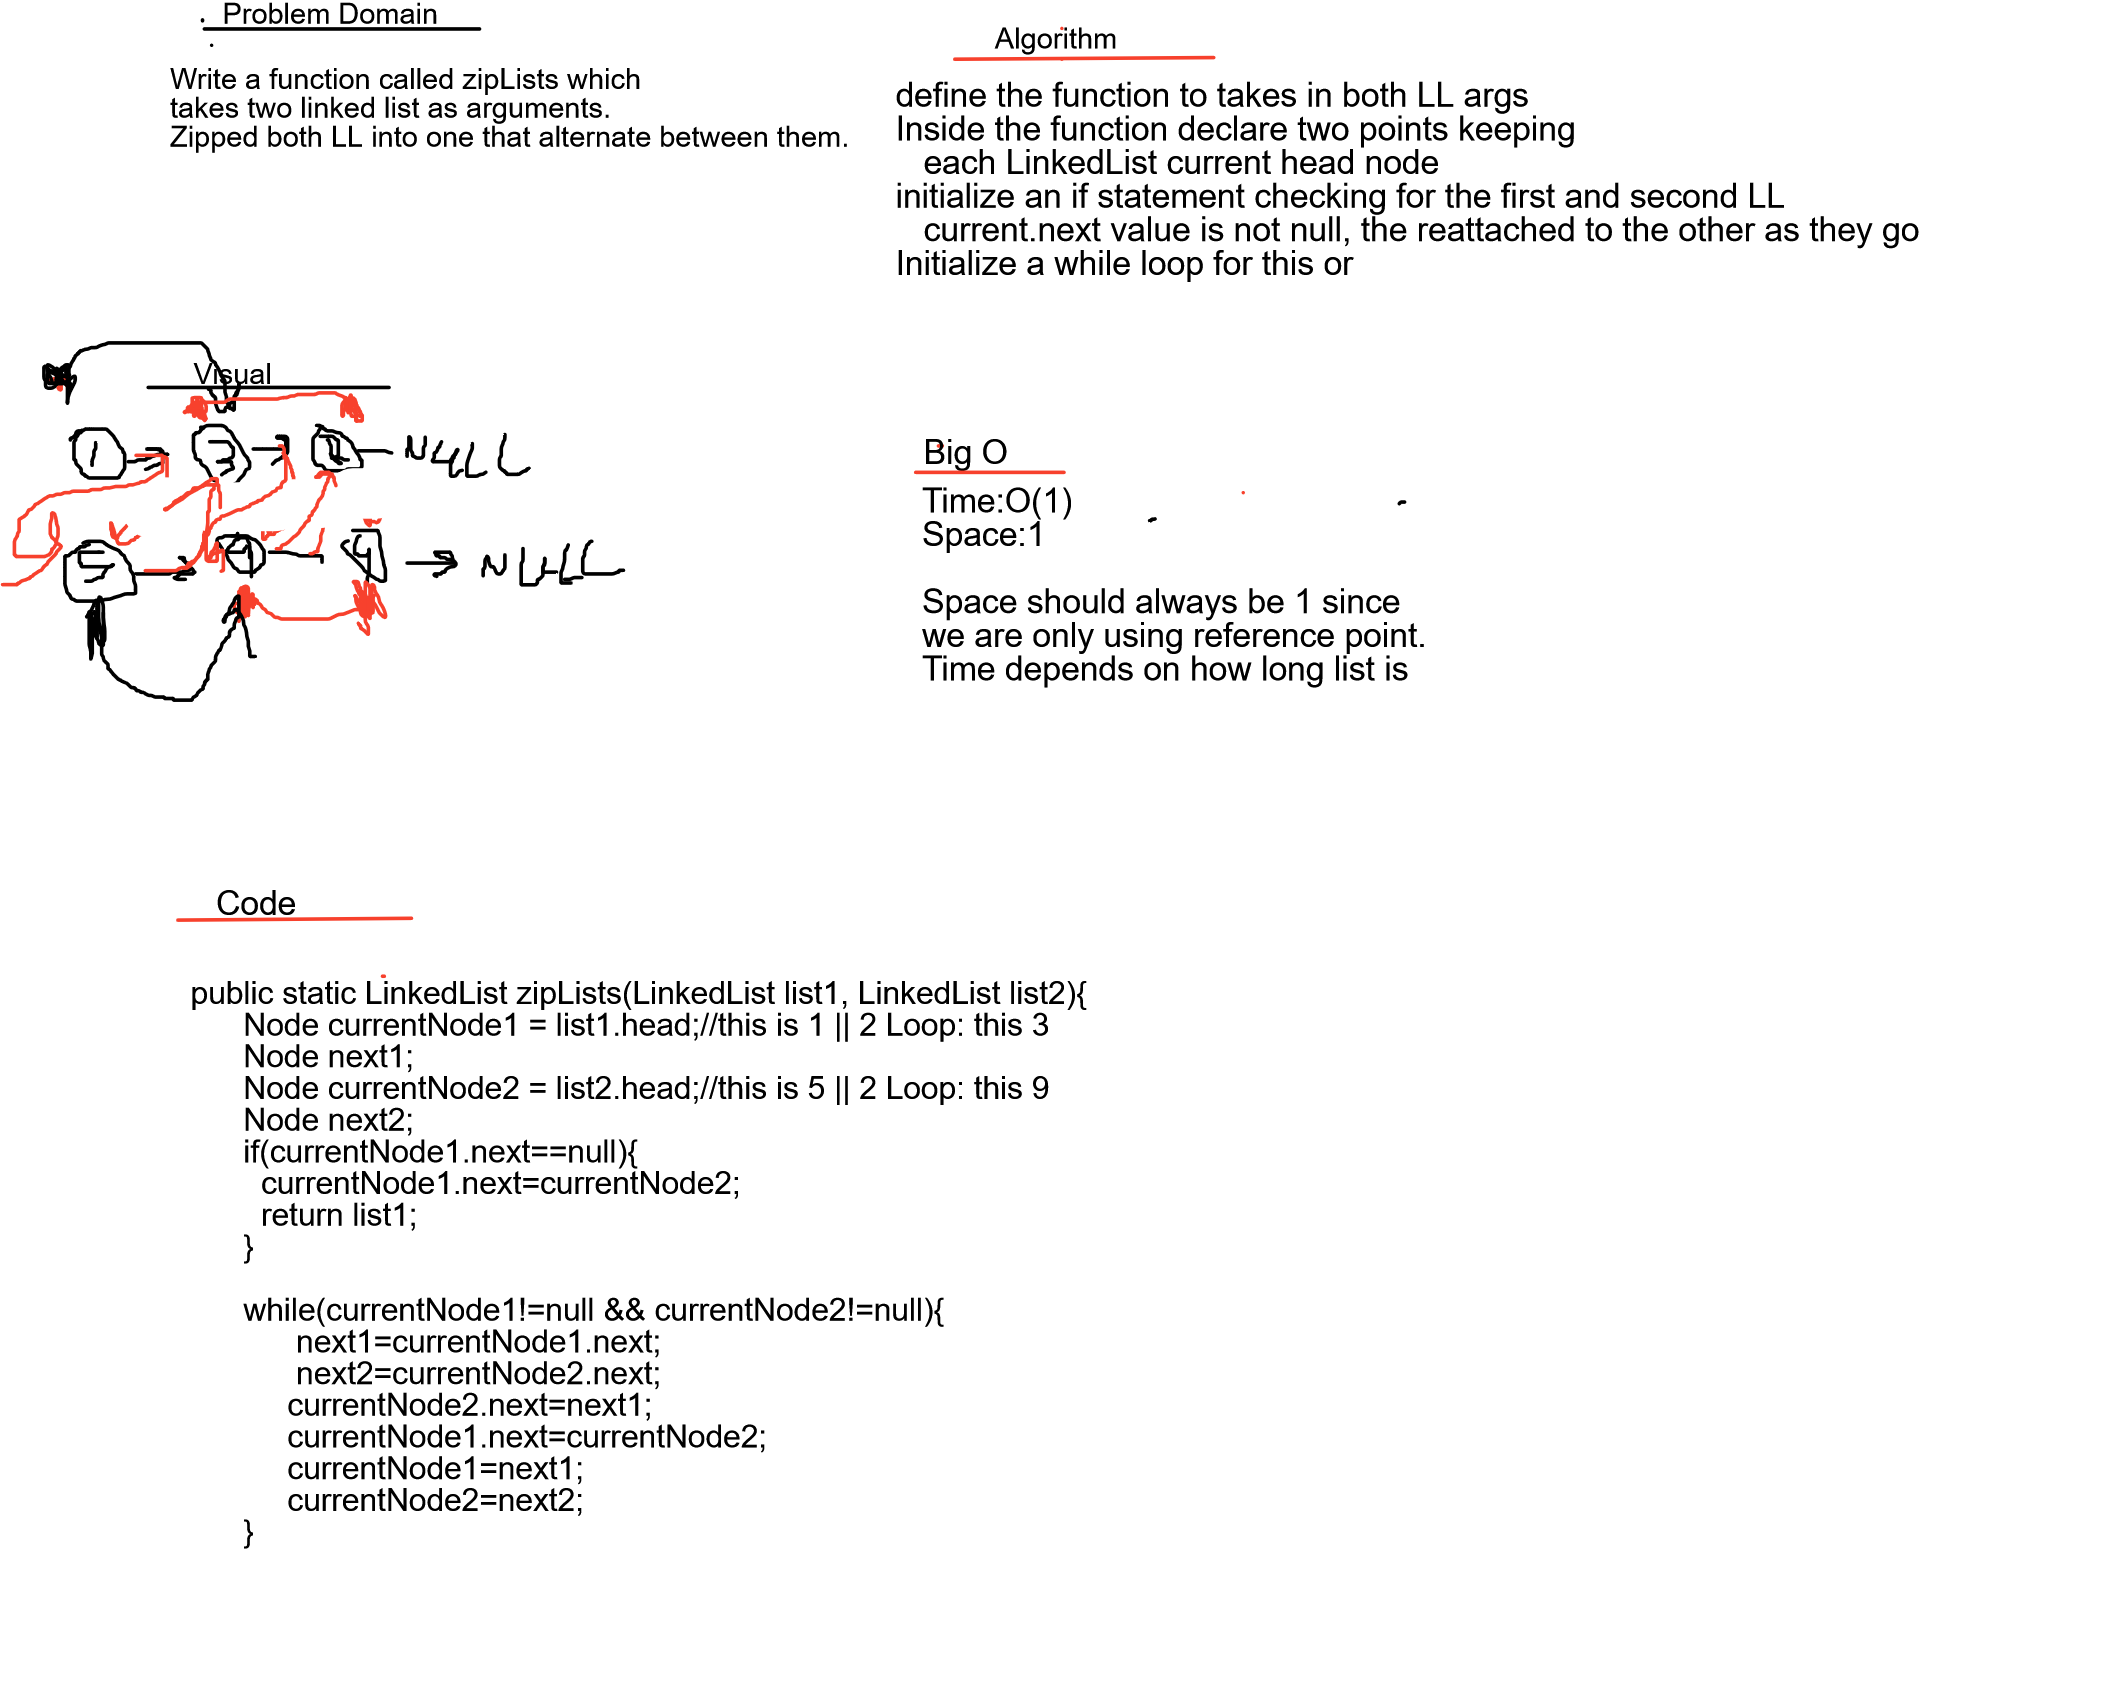 Problem Domain
Write a function called zipLists which
takes two linked list as arguments.
Zipped both LL into one that alternate between them.
Algorithm
define the function to takes in both LL args
Inside the function declare two points keeping
each LinkedList current head node
initialize an if statement checking for the first and second LL
current.next value is not null, the reattached to the other as they go
Initialize a while loop for this or
Visual
1 3 NULL
5 9 4 NULL
Big O
Time:O(1)
Space:1
Space should always be 1 since
we are only using reference point.
Time depends on how long list is
Code
public static LinkedList zipLists(LinkedList list1, LinkedList list2){
Node currentNode1 = list1.head;//this is 1 || 2 Loop: this 3
Node next1;
Node currentNode2 = list2.head;//this is 5 || 2 Loop: this 9
Node next2;
if(currentNode1.next==null){
currentNode1.next=currentNode2;
return list1;
}
while(currentNode1!=null && currentNode2!=null){
next1=currentNode1.next;
next2=currentNode2.next;
currentNode2.next=next1;
currentNode1.next=currentNode2;
currentNode1=next1;
currentNode2=next2;
}